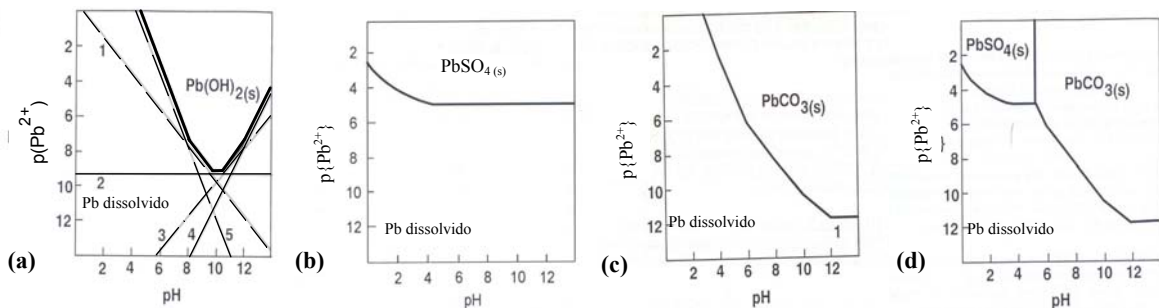 (a)
p(Pb2+)
2
4
6
8
10
12
1
2
3
4
5
Pb(OH)2(s)
Pb dissolvido
2 4 6 8 10 12
pH
(b)
p{Pb2+}
2
4
6
8
10
12
PbSO4 (s)
Pb dissolvido
2 4 6 8 10 12
pH
(c)
p{Pb2+}
2
4
6
8
10
12
PbCO3(s)
Pb dissolvido
1
2 4 6 8 10 12
pH
(d)
p{Pb2+}
2
4
6
8
10
12
PbSO4(s)
PbCO3(s)
Pb dissolvido
2 4 6 8 10 12
pH